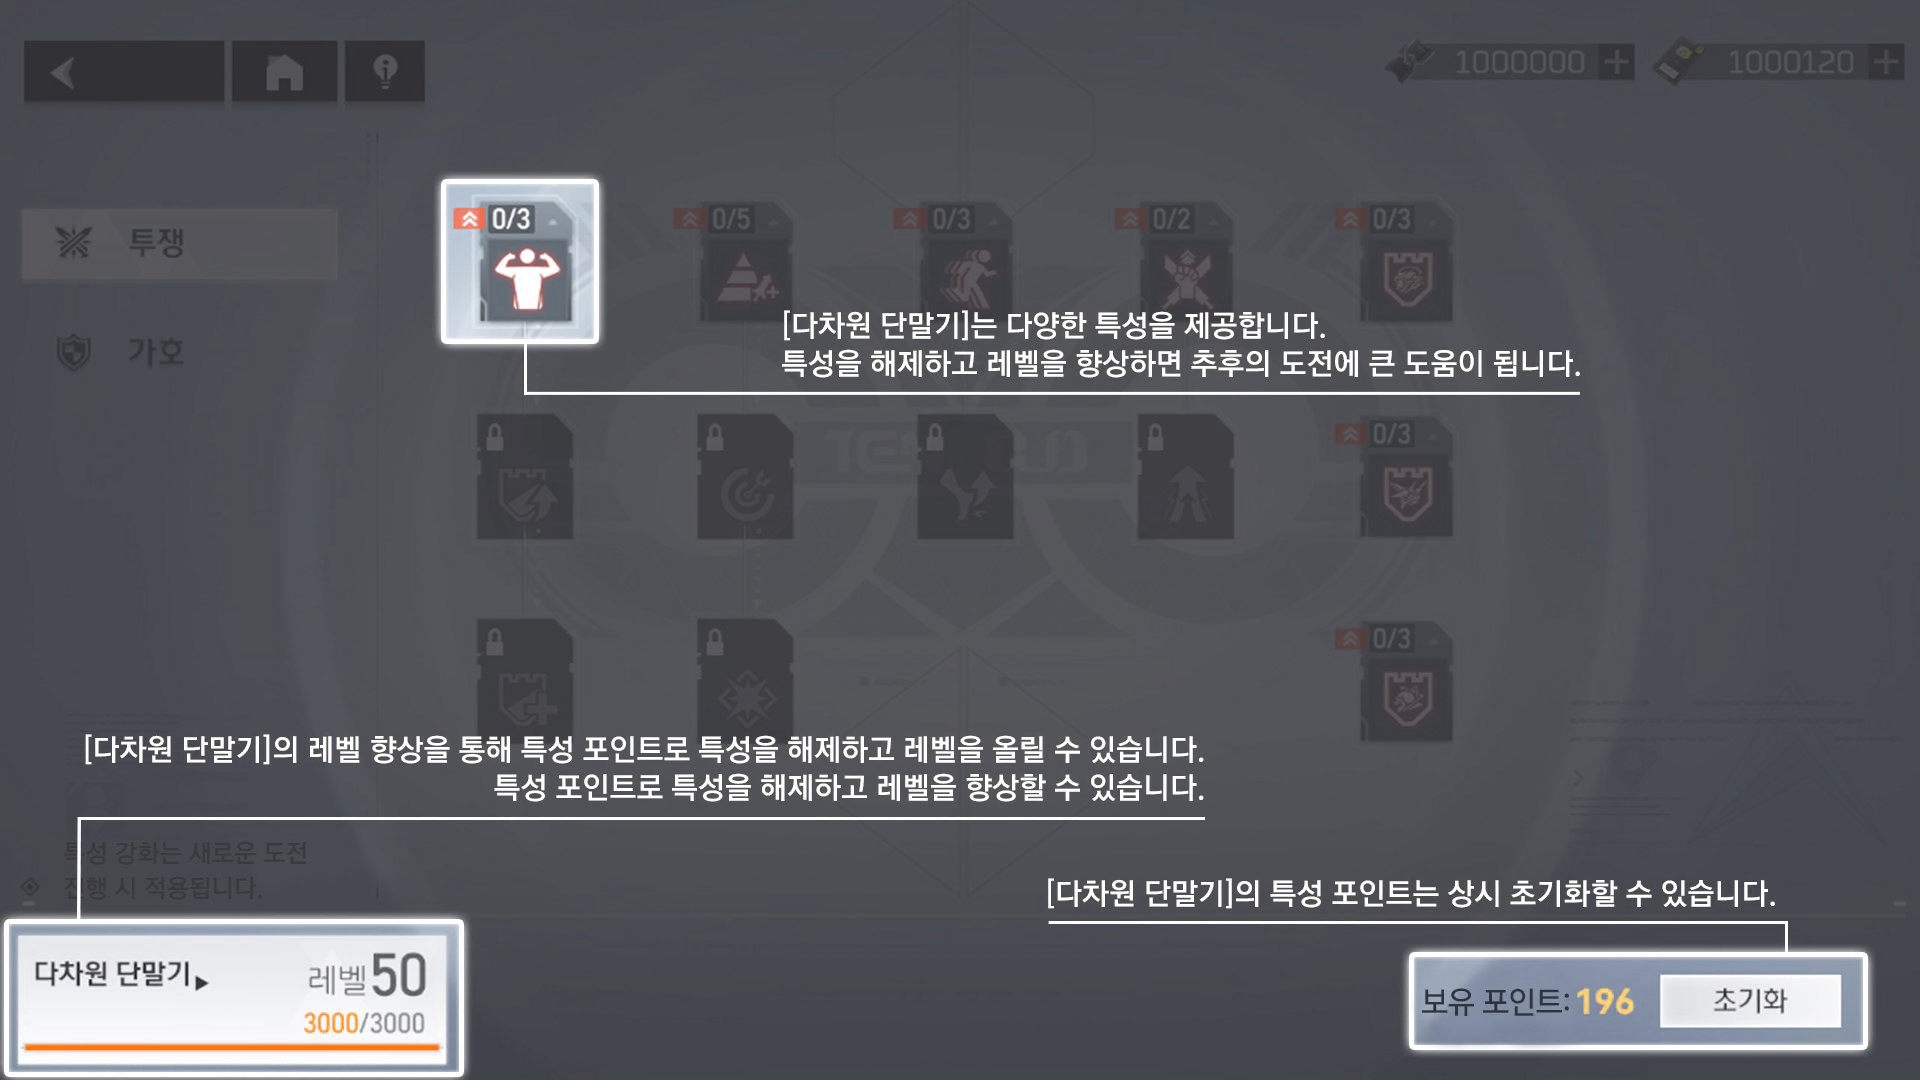 1000000
1000120
투쟁
가호
0/3
0/5
0/3
0/2
0/3
[다차원 단말기]는 다양한 특성을 제공합니다.
특성을 해제하고 레벨을 향상하면 추후의 도전에 큰 도움이 됩니다.
0/3
0/3
[다차원 단말기]의 레벨 향상을 통해 특성 포인트로 특성을 해제하고 레벨을 올릴 수 있습니다.
특성 포인트로 특성을 해제하고 레벨을 향상할 수 있습니다.
특성 강화는 새로운 도전
진행 시 적용됩니다.
[다차원 단말기]의 특성 포인트는 상시 초기화할 수 있습니다.
다차원 단말기
레벨 50
3000/3000
보유 포인트: 196
초기화